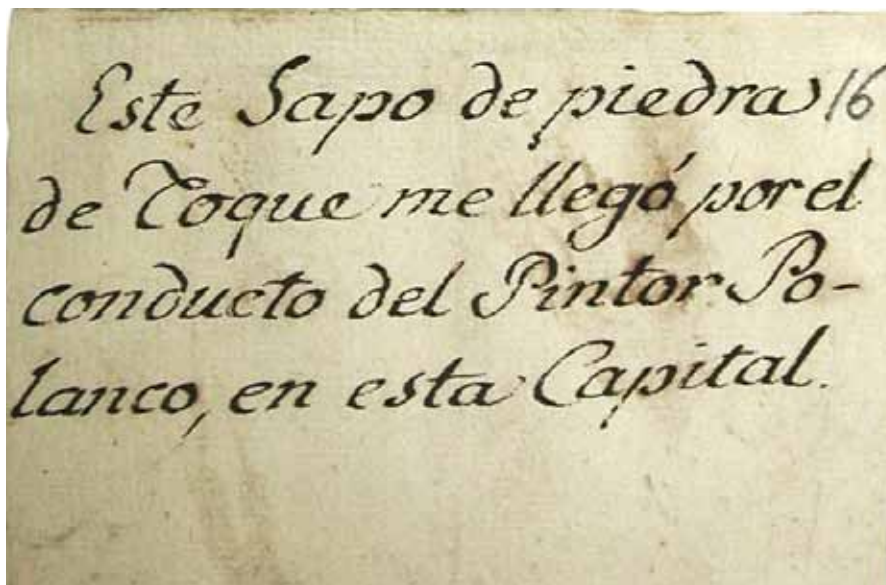 Este Sapo de piedra 16
de Toque me llegó por el
conducto del Pintor Po-
lanco, en esta Capital.